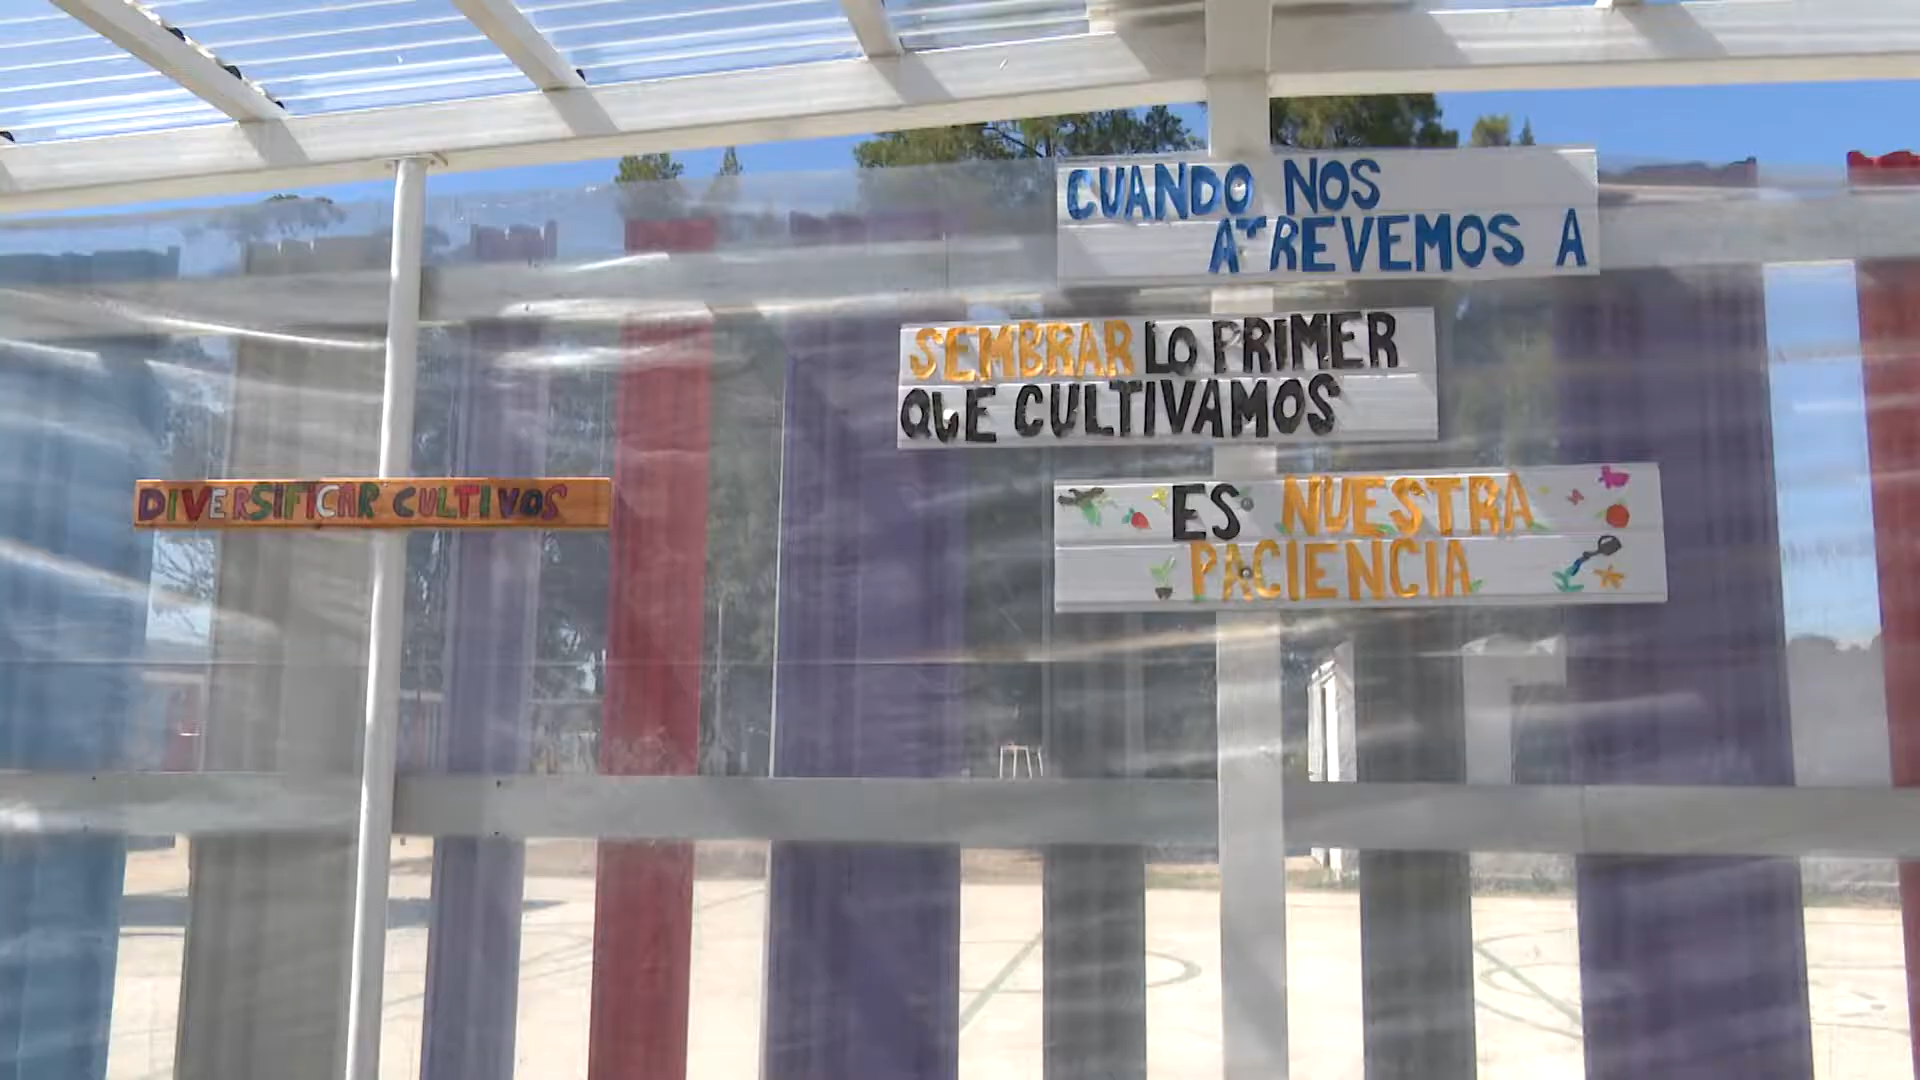 CUANDO NOS
ATREVEMOS A
SEMBRAR LO PRIMER
QUE CULTIVAMOS
ES NUESTRA
PACIENCIA
DIVERSIFICAR CULTIVOS